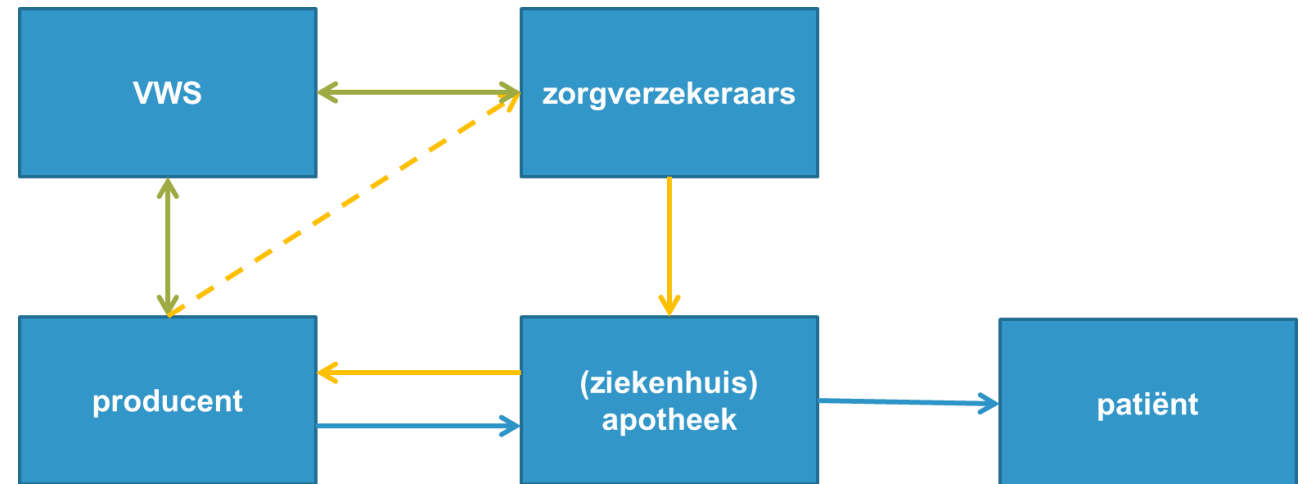 VWS
zorgverzekeraars
producent
(ziekenhuis)
apotheek
patiënt